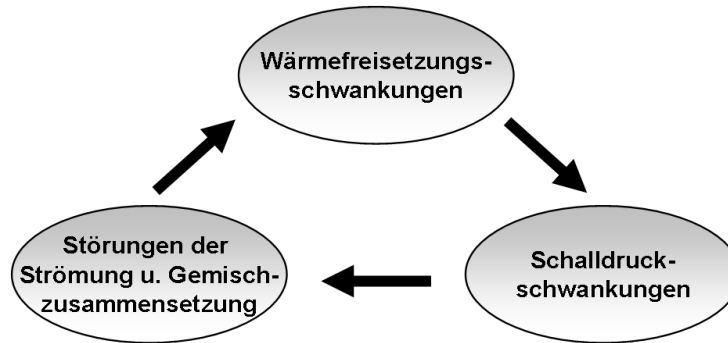 Wärmefreisetzungs-
schwankungen
Störungen der
Strömung u. Gemisch-
zusammensetzung
Schalldruck-
schwankungen